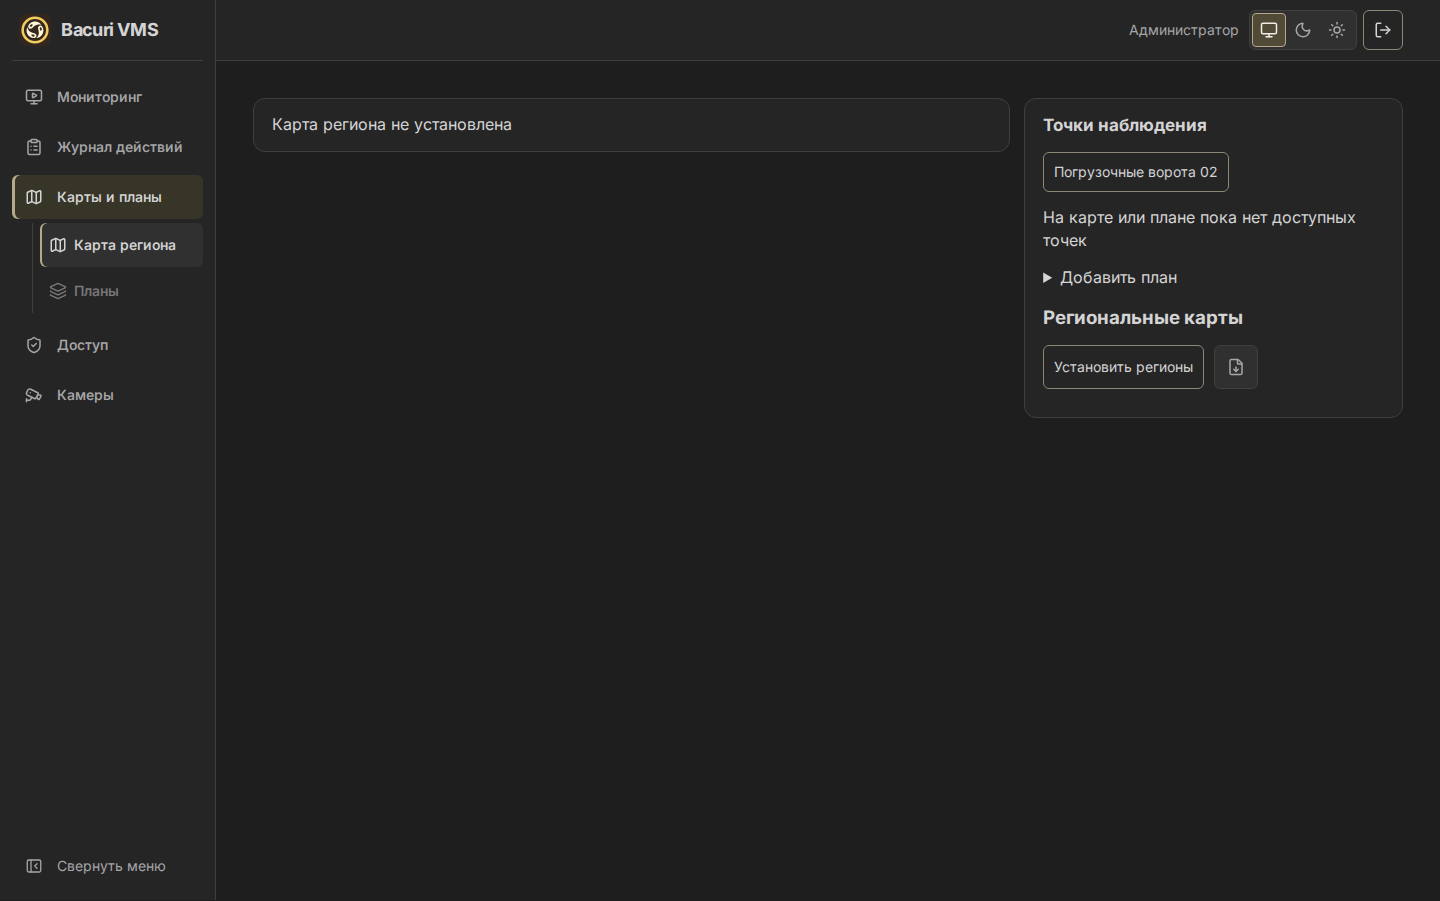 Bacuri VMS
Администратор
Мониторинг
Журнал действий
Карты и планы
Карта региона
Планы
Доступ
Камеры
Свернуть меню
Карта региона не установлена
Точки наблюдения
Погрузочные ворота 02
На карте или плане пока нет доступных
точек
Добавить план
Региональные карты
Установить регионы